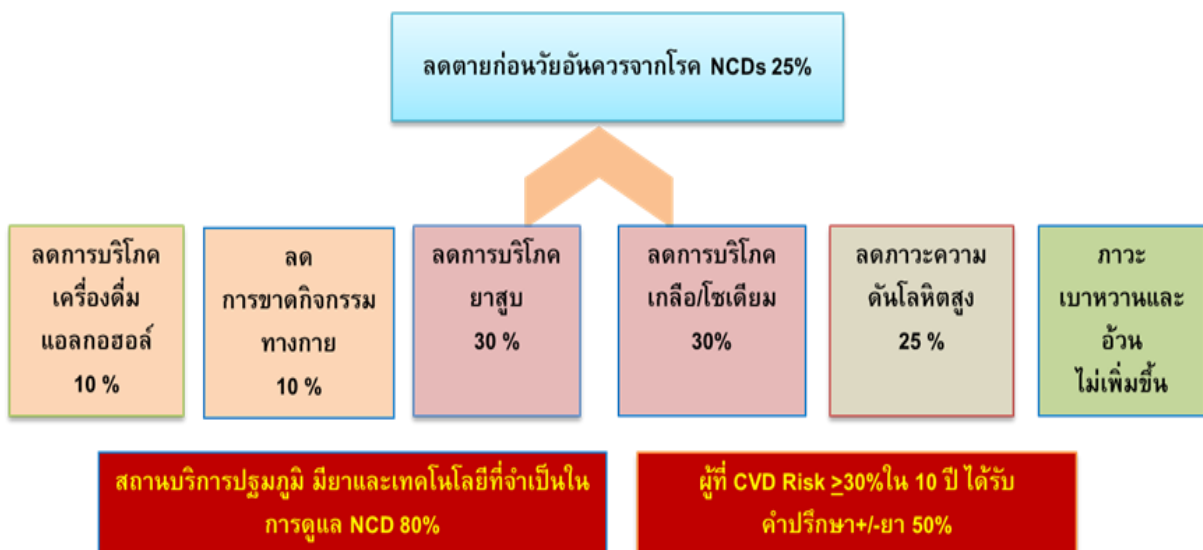 ลดตายก่อนวัยอันควรจากโรค NCDs 25%
ลดการบริโภค
เครื่องดื่ม
แอลกอฮอล์
10 %
ลด
การขาดกิจกรรม
ทางกาย
10 %
ลดการบริโภค
ยาสูบ
30 %
ลดการบริโภค
เกลือ/โซเดียม
30%
ลดภาวะความ
ดันโลหิตสูง
25 %
ภาวะ
เบาหวานและ
อ้วน
ไม่เพิ่มขึ้น
สถานบริการปฐมภูมิ มียาและเทคโนโลยีที่จำเป็นใน
การดูแล NCD 80%
ผู้ที่ CVD Risk ≥30%ใน 10 ปี ได้รับ
คำปรึกษา+/-ยา 50%